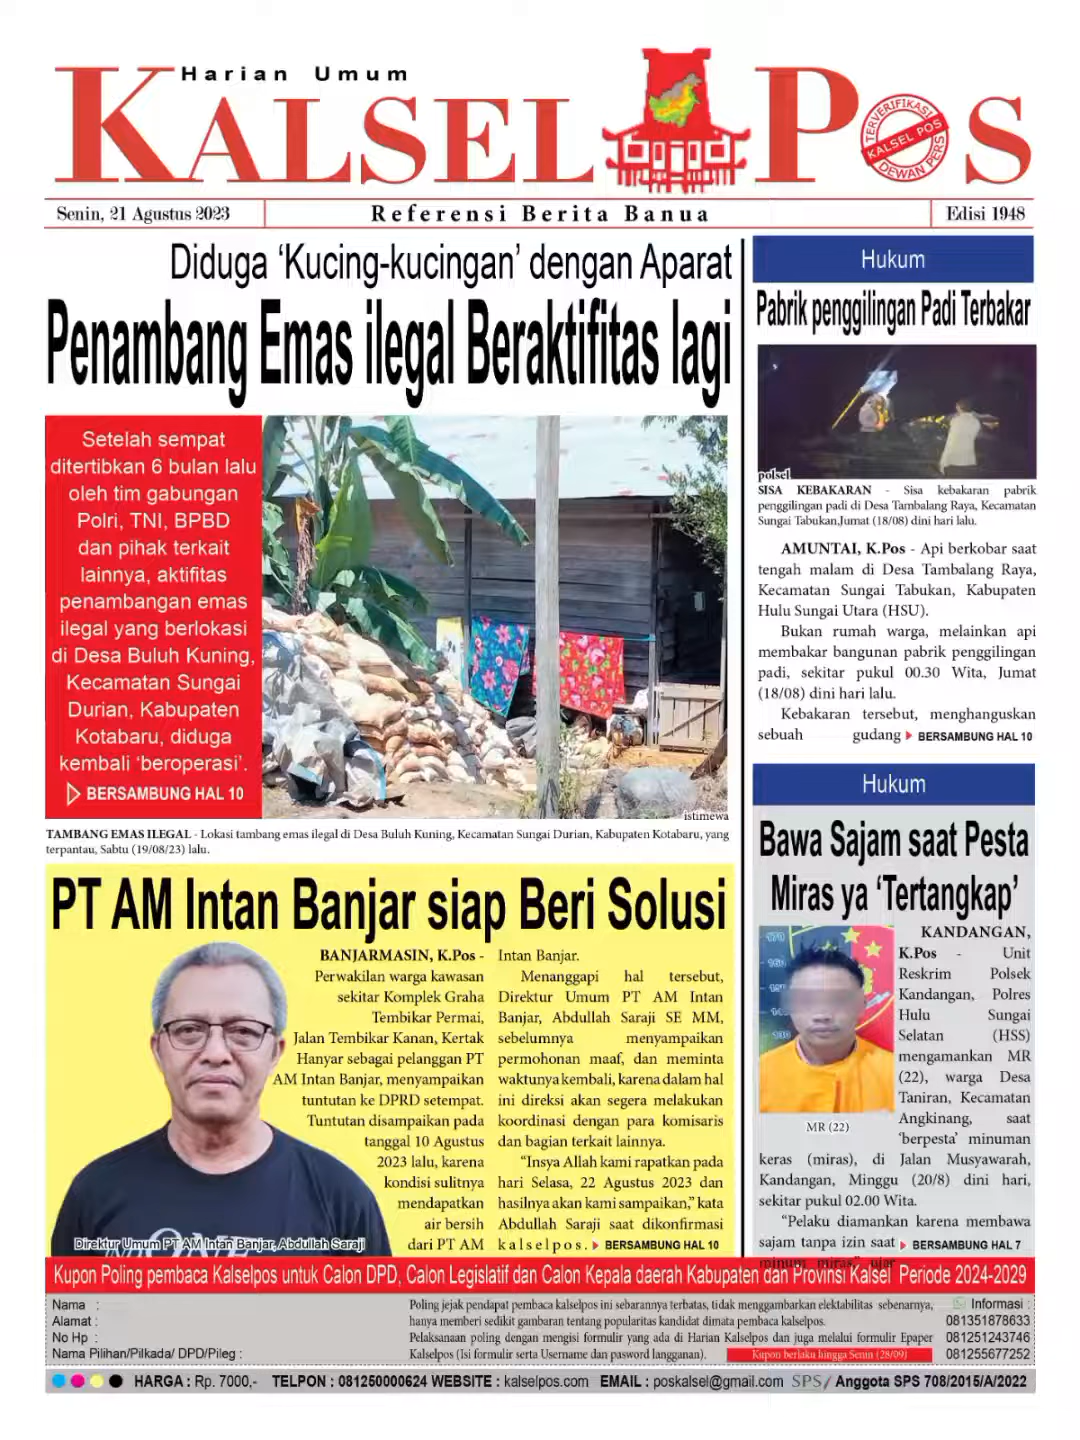 Harian Umum
KALSEL POS
TERVERIFIKASI
KALSEL POS
DEWAN PERS
Senin, 21 Agustus 2023
Referensi Berita Banua
Edisi 1948
Diduga ‘Kucing-kucingan’ dengan Aparat
Penambang Emas ilegal Beraktifitas lagi
Setelah sempat
ditertibkan 6 bulan lalu
oleh tim gabungan
Polri, TNI, BPBD
dan pihak terkait
lainnya, aktifitas
penambangan emas
ilegal yang berlokasi
di Desa Buluh Kuning,
Kecamatan Sungai
Durian, Kabupaten
Kotabaru, diduga
kembali ‘beroperasi’.
BERSAMBUNG HAL 10
istimewa
TAMBANG EMAS ILEGAL - Lokasi tambang emas ilegal di Desa Buluh Kuning, Kecamatan Sungai Durian, Kabupaten Kotabaru, yang
terpantau, Sabtu (19/08/23) lalu.
PT AM Intan Banjar siap Beri Solusi
BANJARMASIN, K.Pos -
Perwakilan warga kawasan
sekitar Komplek Graha
Tembikar Permai,
Jalan Tembikar Kanan, Kertak
Hanyar sebagai pelanggan PT
AM Intan Banjar, menyampaikan
tuntutan ke DPRD setempat.
Tuntutan disampaikan pada
tanggal 10 Agustus
2023 lalu, karena
kondisi sulitnya
mendapatkan
air bersih
dari PT AM
Intan Banjar.
Menanggapi hal tersebut,
Direktur Umum PT AM Intan
Banjar, Abdullah Saraji SE MM,
sebelumnya menyampaikan
permohonan maaf, dan meminta
waktunya kembali, karena dalam hal
ini direksi akan segera melakukan
koordinasi dengan para komisaris
dan bagian terkait lainnya.
“Insya Allah kami rapatkan pada
hari Selasa, 22 Agustus 2023 dan
hasilnya akan kami sampaikan,” kata
Abdullah Saraji saat dikonfirmasi
kalselpos. BERSAMBUNG HAL 10
Direktur Umum PT AM Intan Banjar, Abdullah Saraji
Hukum
Pabrik penggilingan Padi Terbakar
polsel
SISA KEBAKARAN - Sisa kebakaran pabrik
penggilingan padi di Desa Tambalang Raya, Kecamatan
Sungai Tabukan,Jumat (18/08) dini hari lalu.
AMUNTAI, K.Pos - Api berkobar saat
tengah malam di Desa Tambalang Raya,
Kecamatan Sungai Tabukan, Kabupaten
Hulu Sungai Utara (HSU).
Bukan rumah warga, melainkan api
membakar bangunan pabrik penggilingan
padi, sekitar pukul 00.30 Wita, Jumat
(18/08) dini hari lalu.
Kebakaran tersebut, menghanguskan
sebuah gudang BERSAMBUNG HAL 10
Hukum
Bawa Sajam saat Pesta
Miras ya ‘Tertangkap’
170
160
130
MR (22)
KANDANGAN,
K.Pos - Unit
Reskrim Polsek
Kandangan, Polres
Hulu Sungai
Selatan (HSS)
mengamankan MR
(22), warga Desa
Taniran, Kecamatan
Angkinang, saat
‘berpesta’ minuman
keras (miras), di Jalan Musyawarah,
Kandangan, Minggu (20/8) dini hari,
sekitar pukul 02.00 Wita.
“Pelaku diamankan karena membawa
sajam tanpa izin saat BERSAMBUNG HAL 7
minum miras,” ujar
Kupon Poling pembaca Kalselpos untuk Calon DPD, Calon Legislatif dan Calon Kepala daerah Kabupaten dan Provinsi Kalsel Periode 2024-2029
Nama :
Alamat :
No Hp :
Nama Pilihan/Pilkada/ DPD/Pileg :
Poling jejak pendapat pembaca kalselpos ini sebarannya terbatas, tidak menggambarkan elektabilitas sebenarnya,
hanya memberi sedikit gambaran tentang popularitas kandidat dimata pembaca kalselpos.
Pelaksanaan poling dengan mengisi formulir yang ada di Harian Kalselpos dan juga melalui formulir Epaper
Kalselpos (Isi formulir serta Username dan pasword langganan).
Kupon berlaku hingga Senin (28/09)
Informasi :
081351878633
081251243746
081255677252
HARGA : Rp. 7000,- TELPON : 081250000624 WEBSITE : kalselpos.com EMAIL : poskalsel@gmail.com SPS Anggota SPS 708/2015/A/2022